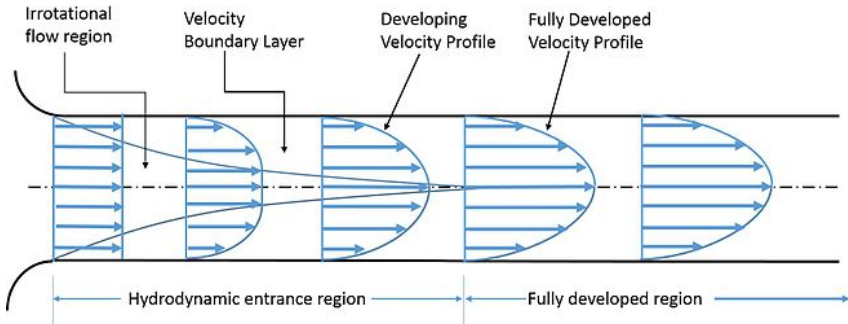 Irrotational
flow region
Velocity
Boundary Layer
Developing
Velocity Profile
Fully Developed
Velocity Profile
Hydrodynamic entrance region
Fully developed region